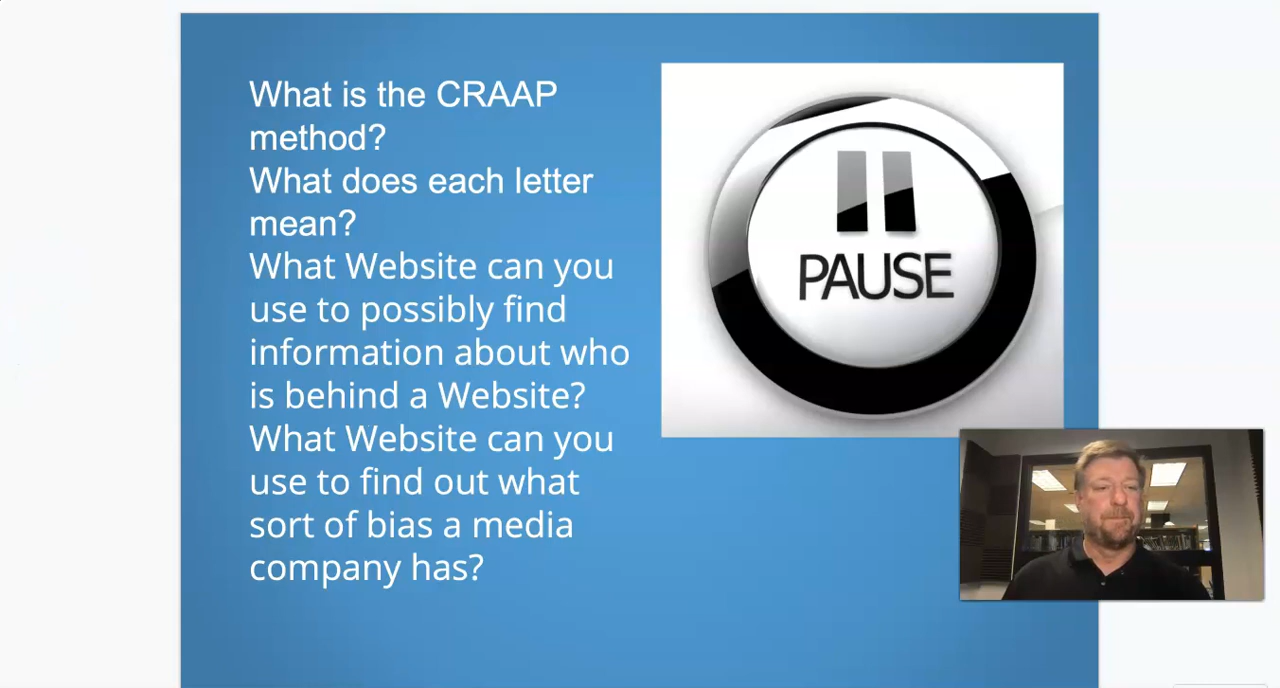 What is the CRAAP
method?
What does each letter
mean?
What Website can you
use to possibly find
information about who
is behind a Website?
What Website can you
use to find out what
sort of bias a media
company has?
PAUSE